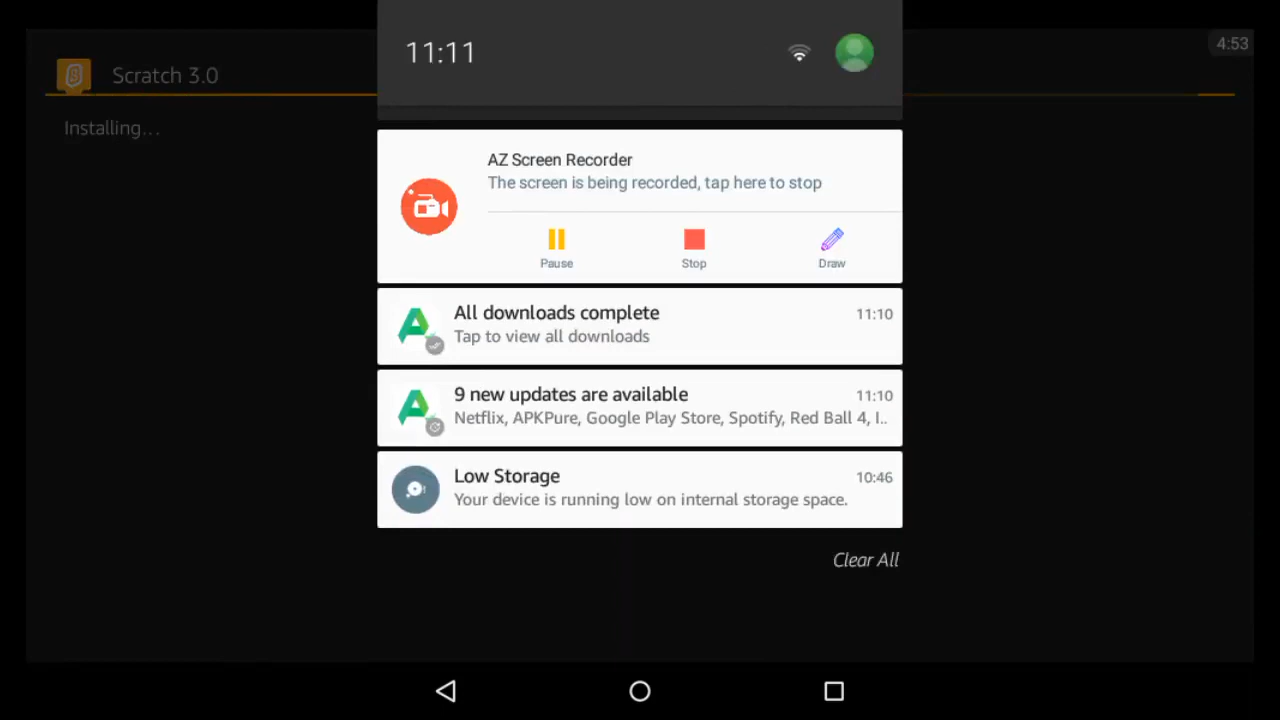 11:11
4:53
Scratch 3.0
Installing...
AZ Screen Recorder
The screen is being recorded, tap here to stop
Pause
Stop
Draw
All downloads complete
11:10
Tap to view all downloads
9 new updates are available
11:10
Netflix, APKPure, Google Play Store, Spotify, Red Ball 4, I..
Low Storage
10:46
Your device is running low on internal storage space.
Clear All